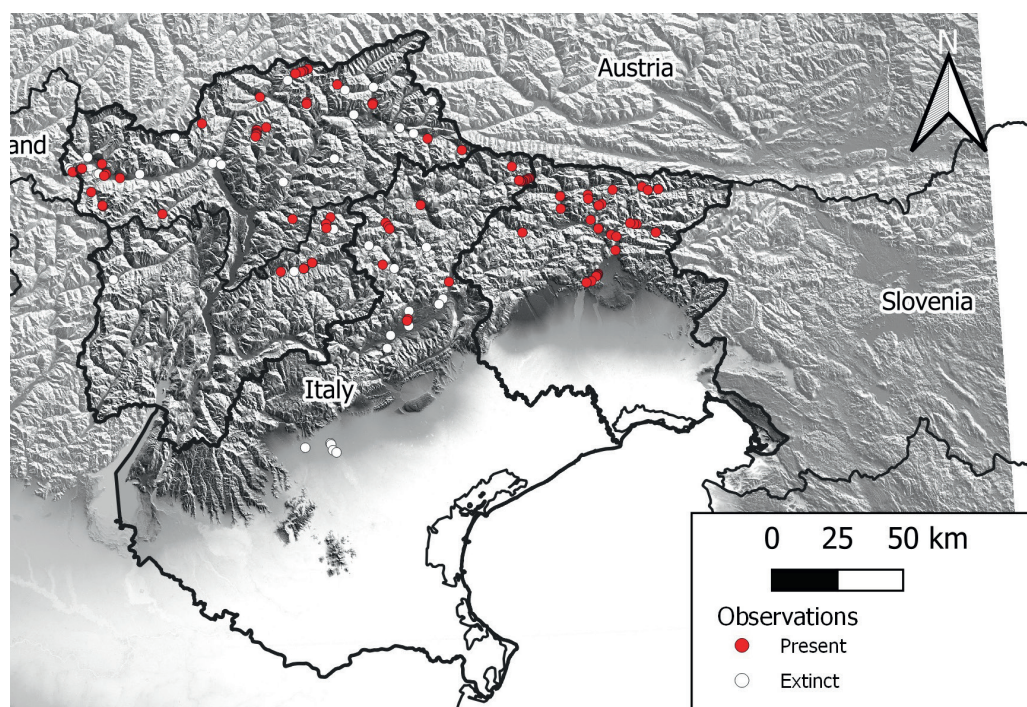 N
Austria
and
Slovenia
Italy
0 25 50 km
Observations
Present
Extinct